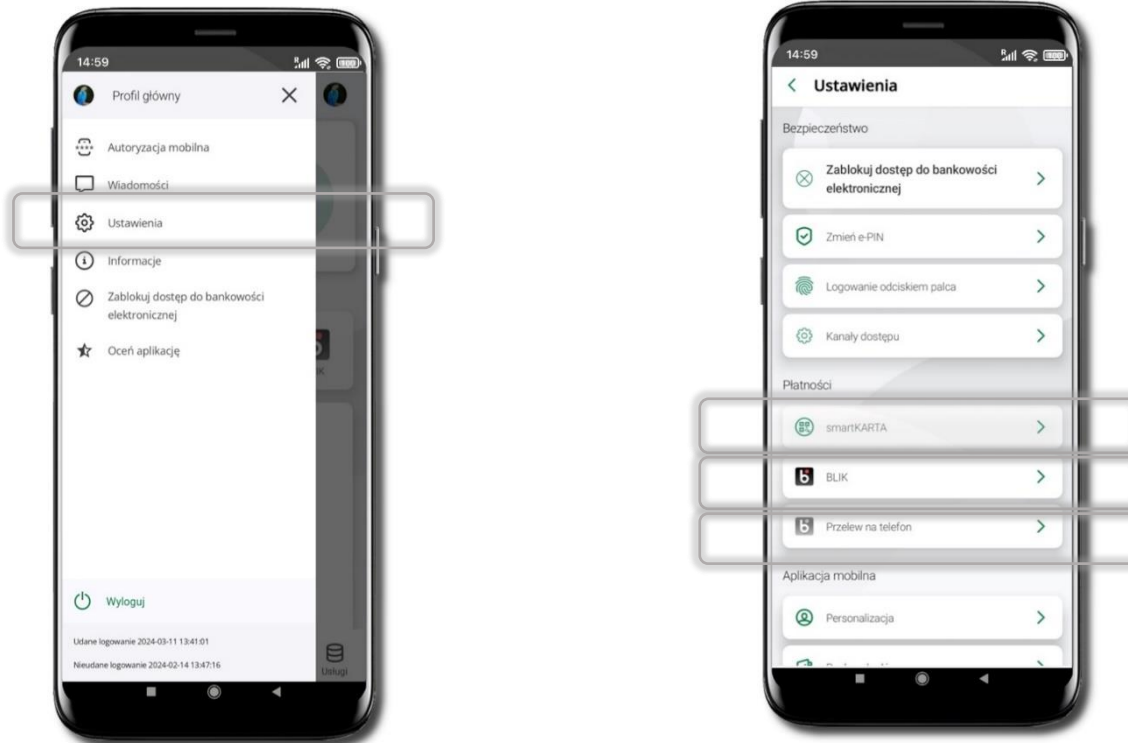 14:59
Profil główny
Autoryzacja mobilna
Wiadomości
Ustawienia
Informacje
Zablokuj dostęp do bankowości
elektronicznej
Oceń aplikację
Wyloguj
Udane logowanie 2024-03-11 13:41:01
Nieudane logowanie 2024-02-14 13:47:16
Usługi
14:59
Ustawienia
Bezpieczeństwo
Zablokuj dostęp do bankowości
elektronicznej
Zmień e-PIN
Logowanie odciskiem palca
Kanały dostępu
Płatności
smartKARTA
BLIK
Przelew na telefon
Aplikacja mobilna
Personalizacja